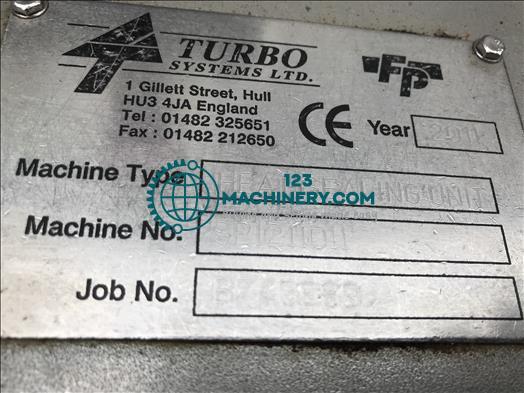 TURBO
SYSTEMS LTD.
FP
1 Gillett Street, Hull
HU3 4JA England
Tel : 01482 325651
Fax : 01482 212650
CE
Year
Machine Type
123
MACHINERY.COM
Machine No.
Job No.